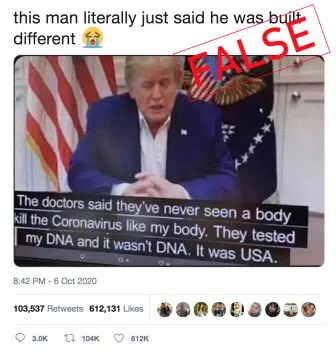 this man literally just said he was built
different 😭
FALSE
The doctors said they've never seen a body
kill the Coronavirus like my body. They tested
my DNA and it wasn't DNA. It was USA.
8:42 PM - 6 Oct 2020
103,537 Retweets 612,131 Likes
3.0K 104K 612K